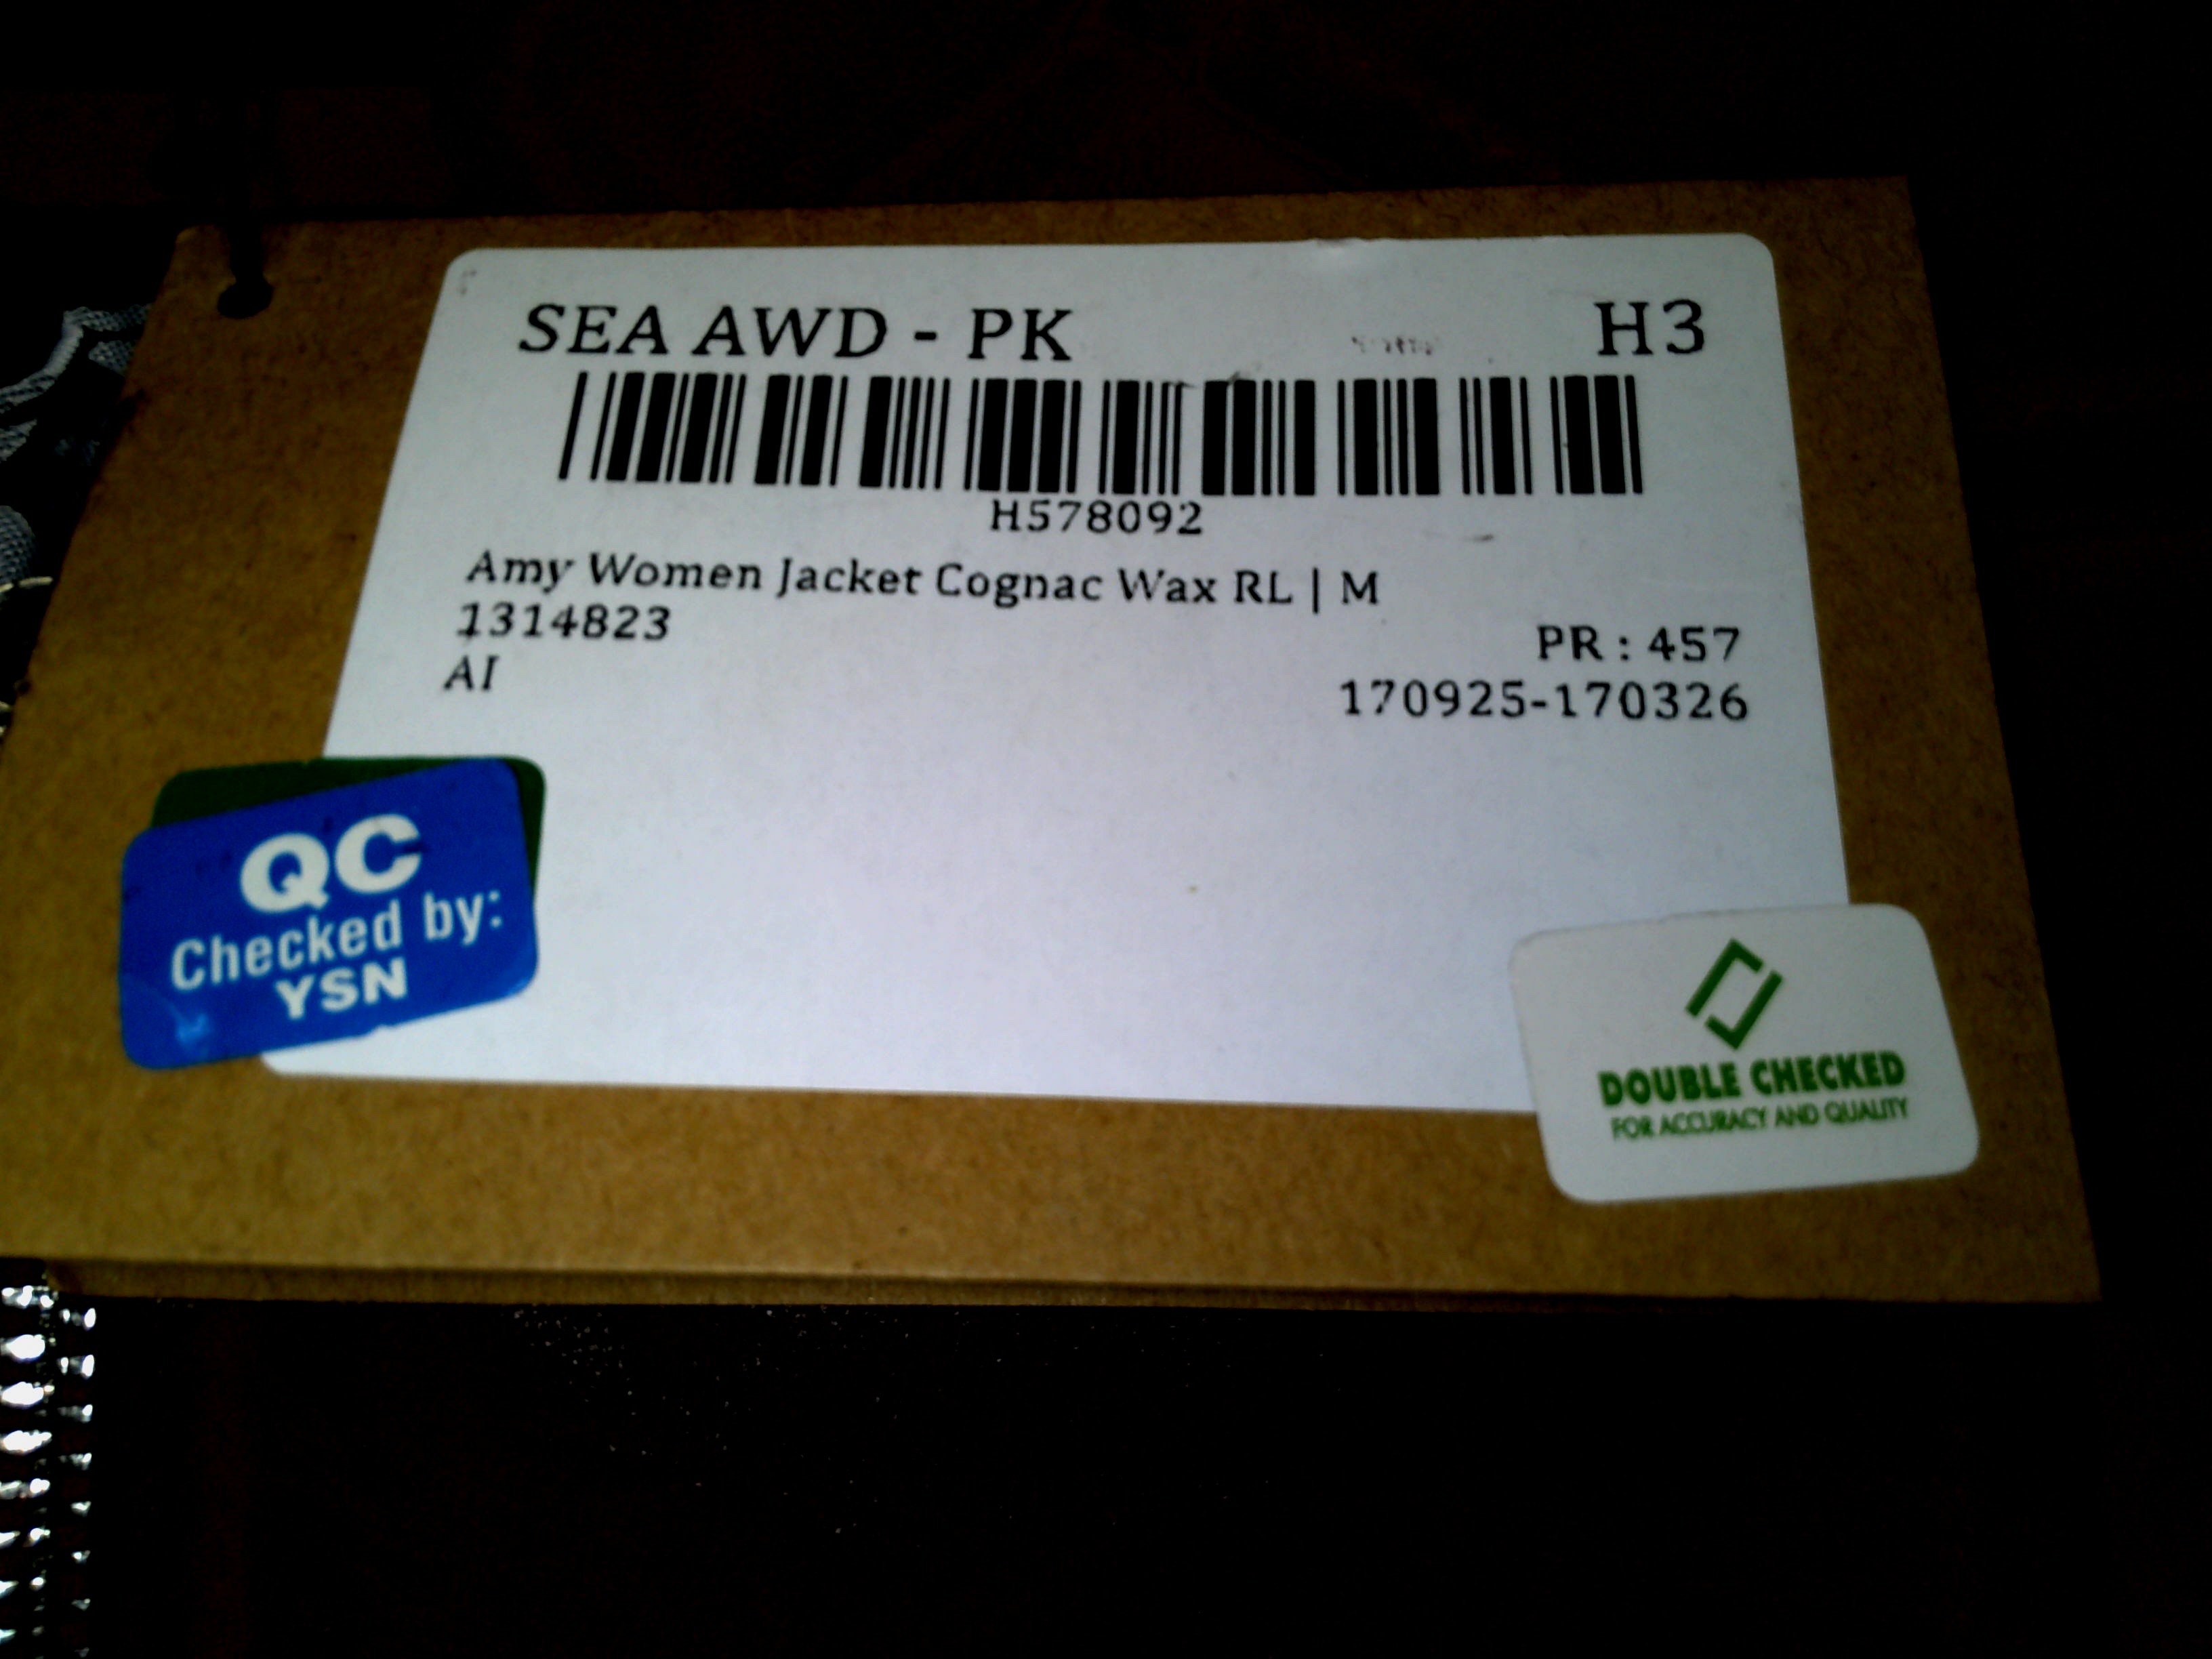 SEA AWD - PK H3
H578092
Amy Women Jacket Cognac Wax RL | M
1314823
PR : 457
AI
170925-170326
QC
Checked by:
YSN
DOUBLE CHECKED
FOR ACCURACY AND QUALITY